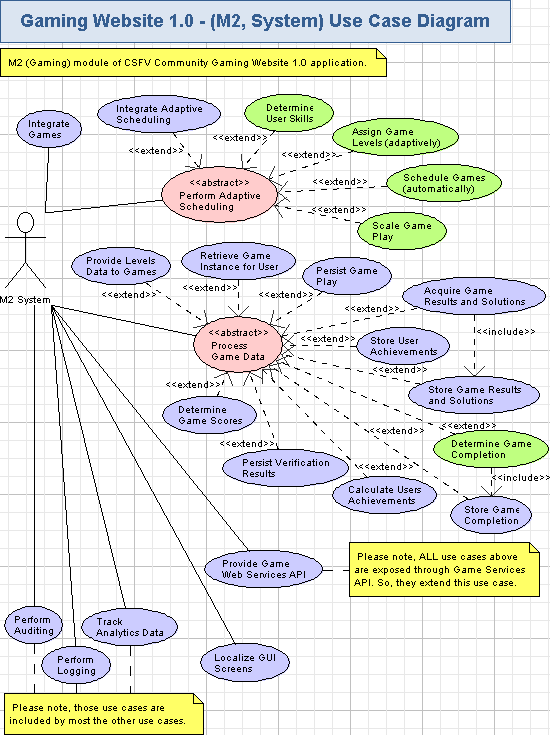 Gaming Website 1.0 - (M2, System) Use Case Diagram
M2 (Gaming) module of CSFV Community Gaming Website 1.0 application.
Integrate
Games
Integrate Adaptive
Scheduling
Determine
User Skills
Assign Game
Levels (adaptively)
<<extend>>
<<extend>>
<<extend>>
<<abstract>>
Perform Adaptive
Scheduling
<<extend>>
Schedule Games
(automatically)
<<extend>>
Scale Game
Play
M2 System
Provide Levels
Data to Games
Retrieve Game
Instance for User
Persist Game
Play
Acquire Game
Results and Solutions
<<extend>>
<<extend>>
<<extend>>
<<extend>>
<<include>>
<<abstract>>
Process
Game Data
<<extend>>
Store User
Achievements
<<extend>>
Store Game Results
and Solutions
<<extend>>
Determine
Game Scores
<<extend>>
<<extend>>
<<extend>>
Determine Game
Completion
Persist Verification
Results
<<extend>>
<<include>>
Calculate Users
Achievements
Store Game
Completion
Provide Game
Web Services API
Please note, ALL use cases above
are exposed through Game Services
API. So, they extend this use case.
Perform
Auditing
Track
Analytics Data
Perform
Logging
Localize GUI
Screens
Please note, those use cases are
included by most the other use cases.